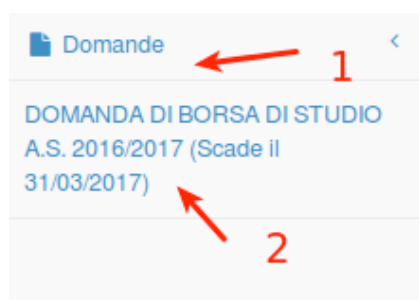 Domande
1
DOMANDA DI BORSA DI STUDIO
A.S. 2016/2017 (Scade il
31/03/2017)
2